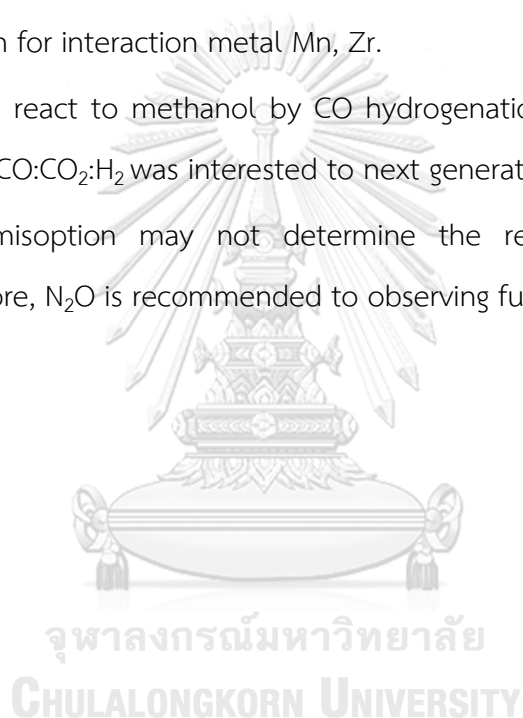 n for interaction metal Mn, Zr.
react to methanol by CO hydrogenatic
CO:CO₂:H₂ was interested to next generat
misoption may not determine the re
ore, N₂O is recommended to observing fu
จุฬาลงกรณ์มหาวิทยาลัย
CHULALONGKORN UNIVERSITY